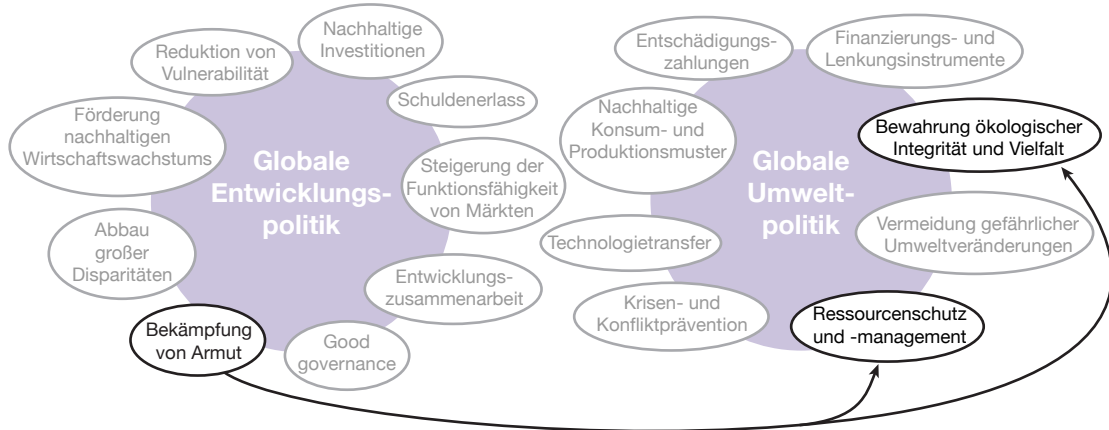 Nachhaltige
Investitionen
Reduktion von
Vulnerabilität
Schuldenerlass
Förderung
nachhaltigen
Wirtschaftswachstums
Globale
Entwicklungs-
politik
Steigerung der
Funktionsfähigkeit
von Märkten
Abbau
großer
Disparitäten
Entwicklungs-
zusammenarbeit
Bekämpfung
von Armut
Good
governance
Entschädigungs-
zahlungen
Finanzierungs- und
Lenkungsinstrumente
Nachhaltige
Konsum- und
Produktionsmuster
Bewahrung ökologischer
Integrität und Vielfalt
Globale
Umwelt-
politik
Technologietransfer
Vermeidung gefährlicher
Umweltveränderungen
Krisen- und
Konfliktprävention
Ressourcenschutz
und -management